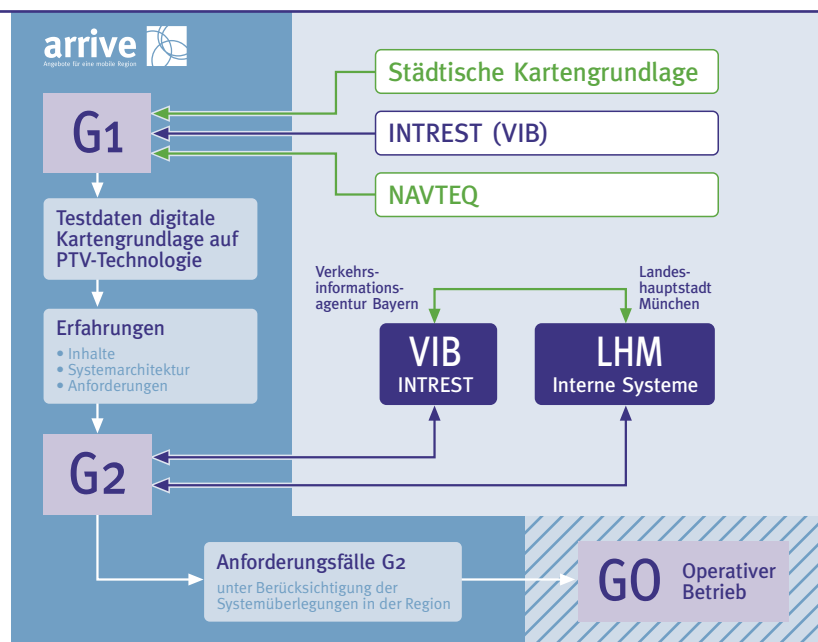 arrive
Angebote für eine mobile Region
G1
Städtische Kartengrundlage
INTREST (VIB)
NAVTEQ
Testdaten digitale
Kartengrundlage auf
PTV-Technologie
Erfahrungen
• Inhalte
• Systemarchitektur
• Anforderungen
Verkehrs-
informations-
agentur Bayern
Landes-
hauptstadt
München
VIB
INTREST
LHM
Interne Systeme
G2
Anforderungsfälle G2
unter Berücksichtigung der
Systemüberlegungen in der Region
GO
Operativer
Betrieb